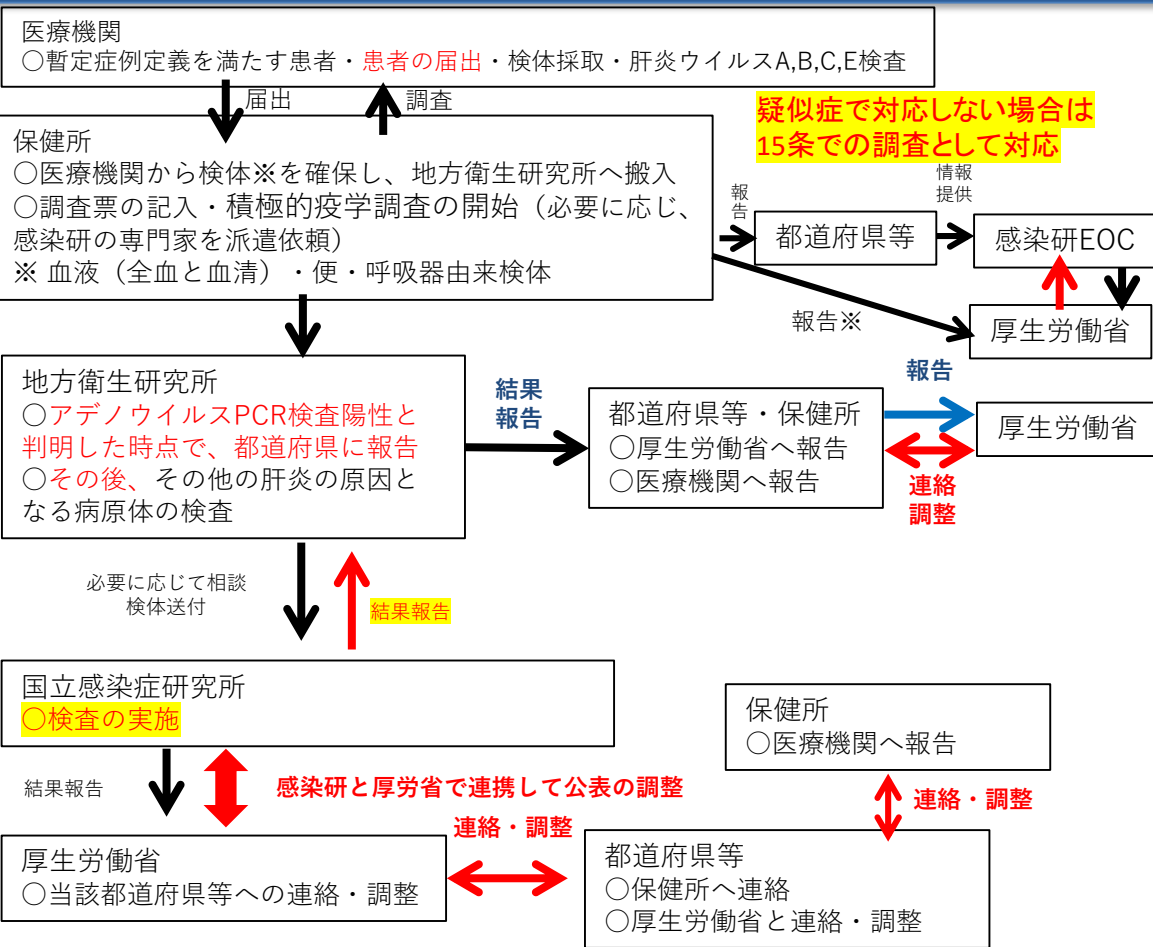 医療機関
○暫定症例定義を満たす患者・患者の届出・検体採取・肝炎ウイルスA,B,C,E検査
届出
調査
疑似症で対応しない場合は
15条での調査として対応
保健所
○医療機関から検体※を確保し、地方衛生研究所へ搬入
○調査票の記入・積極的疫学調査の開始（必要に応じ、
感染研の専門家を派遣依頼）
※ 血液（全血と血清）・便・呼吸器由来検体
報
告
都道府県等
情報
提供
感染研EOC
報告※
厚生労働省
地方衛生研究所
○アデノウイルスPCR検査陽性と
判明した時点で、都道府県に報告
○その後、その他の肝炎の原因と
なる病原体の検査
結果
報告
都道府県等・保健所
○厚生労働省へ報告
○医療機関へ報告
報告
連絡
調整
厚生労働省
必要に応じて相談
検体送付
結果報告
国立感染症研究所
○検査の実施
結果報告
感染研と厚労省で連携して公表の調整
保健所
○医療機関へ報告
連絡・調整
連絡・調整
厚生労働省
○当該都道府県等への連絡・調整
都道府県等
○保健所へ連絡
○厚生労働省と連絡・調整